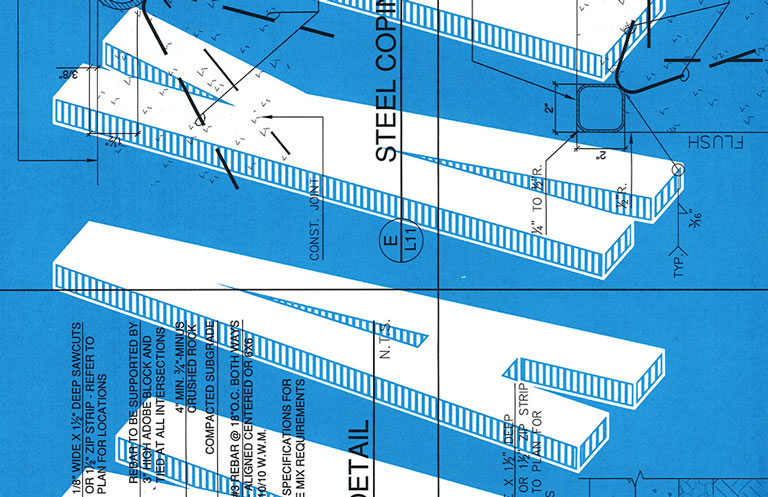 STEEL COPIN
3/8"
1½"
CONST. JOINT
E
L11
2"
2"
FLUSH
¼" TO ½"R.
½"R.
3/16"
TYP.
1/8" WIDE X 1½" DEEP SAWCUTS
OR 1½" ZIP STRIP - REFER TO
PLAN FOR LOCATIONS
REBAR TO BE SUPPORTED BY
3" HIGH ADOBE BLOCK AND
TIED AT ALL INTERSECTIONS
4" MIN. ¾"-MINUS
CRUSHED ROCK
COMPACTED SUBGRADE
#3 REBAR @ 18"O.C. BOTH WAYS
ALIGNED CENTERED OR 6X6
10/10 W.W.M.
SPECIFICATIONS FOR
E MIX REQUIREMENTS
DETAIL
N.T.S.
E X 1½" DEEP
OR 1½" ZIP STRIP
TO PLAN FOR